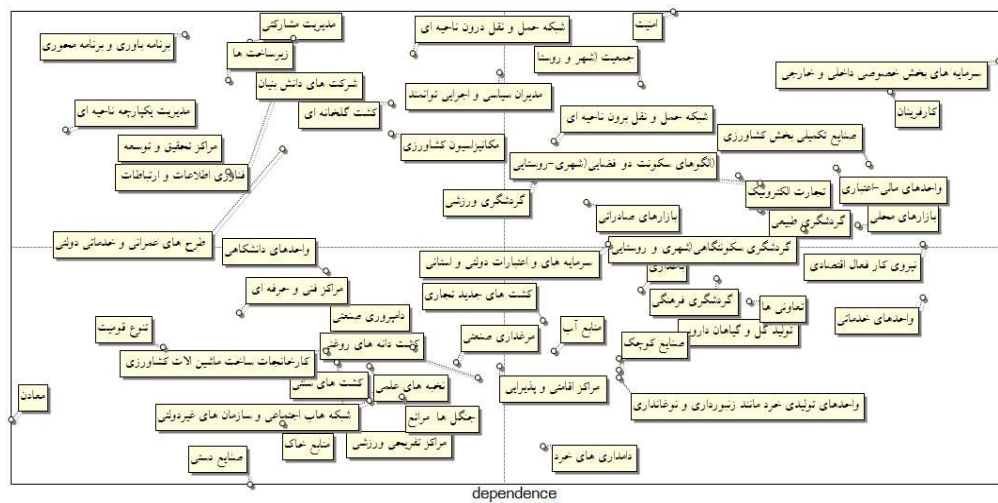 مدیریت مشارکتی
شبکه حمل و نقل درون ناحیه ای
امنیت
برنامه باوری و برنامه محوری
زیرساخت ها
جمعیت (شهر و روستا
سرمایه های بخش خصوصی داخلی و خارجی
شرکت های دانش بنیان
مدیران سیاسی و اجرایی توانمند
کارفرینان
مدیریت یکپارچه ناحیه ای
کشت گلخانه ای
شبکه حمل و نقل برون ناحیه ای
صنایع تکمیلی بخش کشاورزی
مراکز تحقیق و توسعه
مکانیزاسیون کشاورزی
(الگوهای سکونت دو فضایی(شهری-روستایی
فناوری اطلاعات و ارتباطات
تجارت الکترونیک
واحدهای مالی-اعتباری
گردشگری ورزشی
بازارهای صادراتی
گردشگری طبیعی
بازارهای محلی
طرح های عمرانی و خدماتی دولتی
واحدهای دانشگاهی
گردشگری سکونتگاهی(شهری و روستایی
سرمایه های و اعتبارات دولتی و استانی
نیروی کار فعال اقتصادی
باغداری
مراکز فنی و حرفه ای
کشت های جدید تجاری
گردشگری فرهنگی
تعاونی ها
دامپروری صنعتی
واحدهای خدماتی
تنوع قومیت
مرغداری صنعتی
منابع آب
تولید گل و گیاهان دارویی
کشت دانه های روغنی
صنایع کوچک
کارخانجات ساخت ماشین الات کشاورزی
کشت های سنتی
نخبه های علمی
مراکز اقامتی و پذیرایی
معادن
شبکه هاب اجتماعی و سازمان های غیردولتی
جنگل ها مراتع
واحدهای تولیدی خرد مانند زنبورداری و نوغانداری
منابع خاک
مراکز تفریحی ورزشی
صنایع دستی
دامداری های خرد
dependence